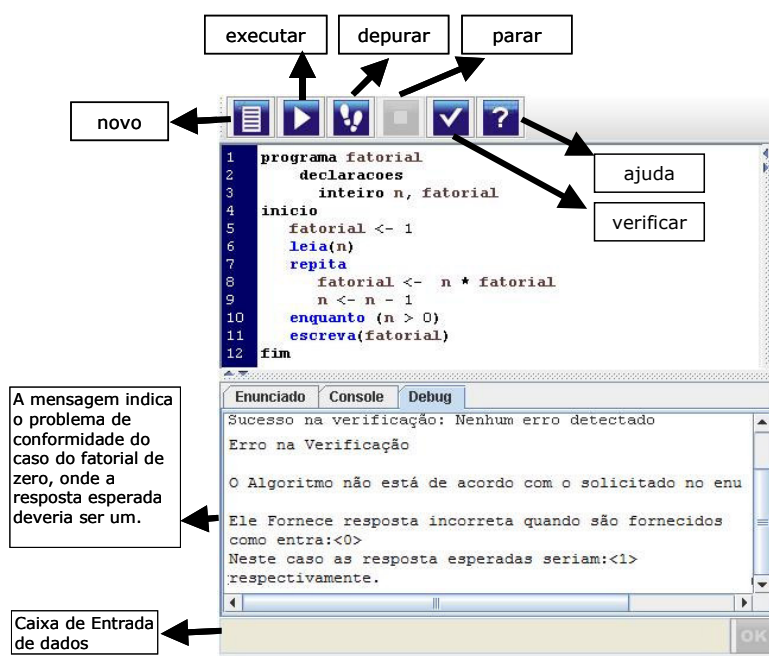 executar
depurar
parar
novo
?
ajuda
verificar
1 programa fatorial
2 declaracoes
3 inteiro n, fatorial
4 inicio
5 fatorial <- 1
6 leia(n)
7 repita
8 fatorial <- n * fatorial
9 n <- n - 1
10 enquanto (n > 0)
11 escreva(fatorial)
12 fim
Enunciado Console Debug
Sucesso na verificação: Nenhum erro detectado
Erro na Verificação
O Algoritmo não está de acordo com o solicitado no enu
Ele Fornece resposta incorreta quando são fornecidos
como entra:<0>
Neste caso as resposta esperadas seriam:<1>
respectivamente.
A mensagem indica
o problema de
conformidade do
caso do fatorial de
zero, onde a
resposta esperada
deveria ser um.
Caixa de Entrada
de dados
OK